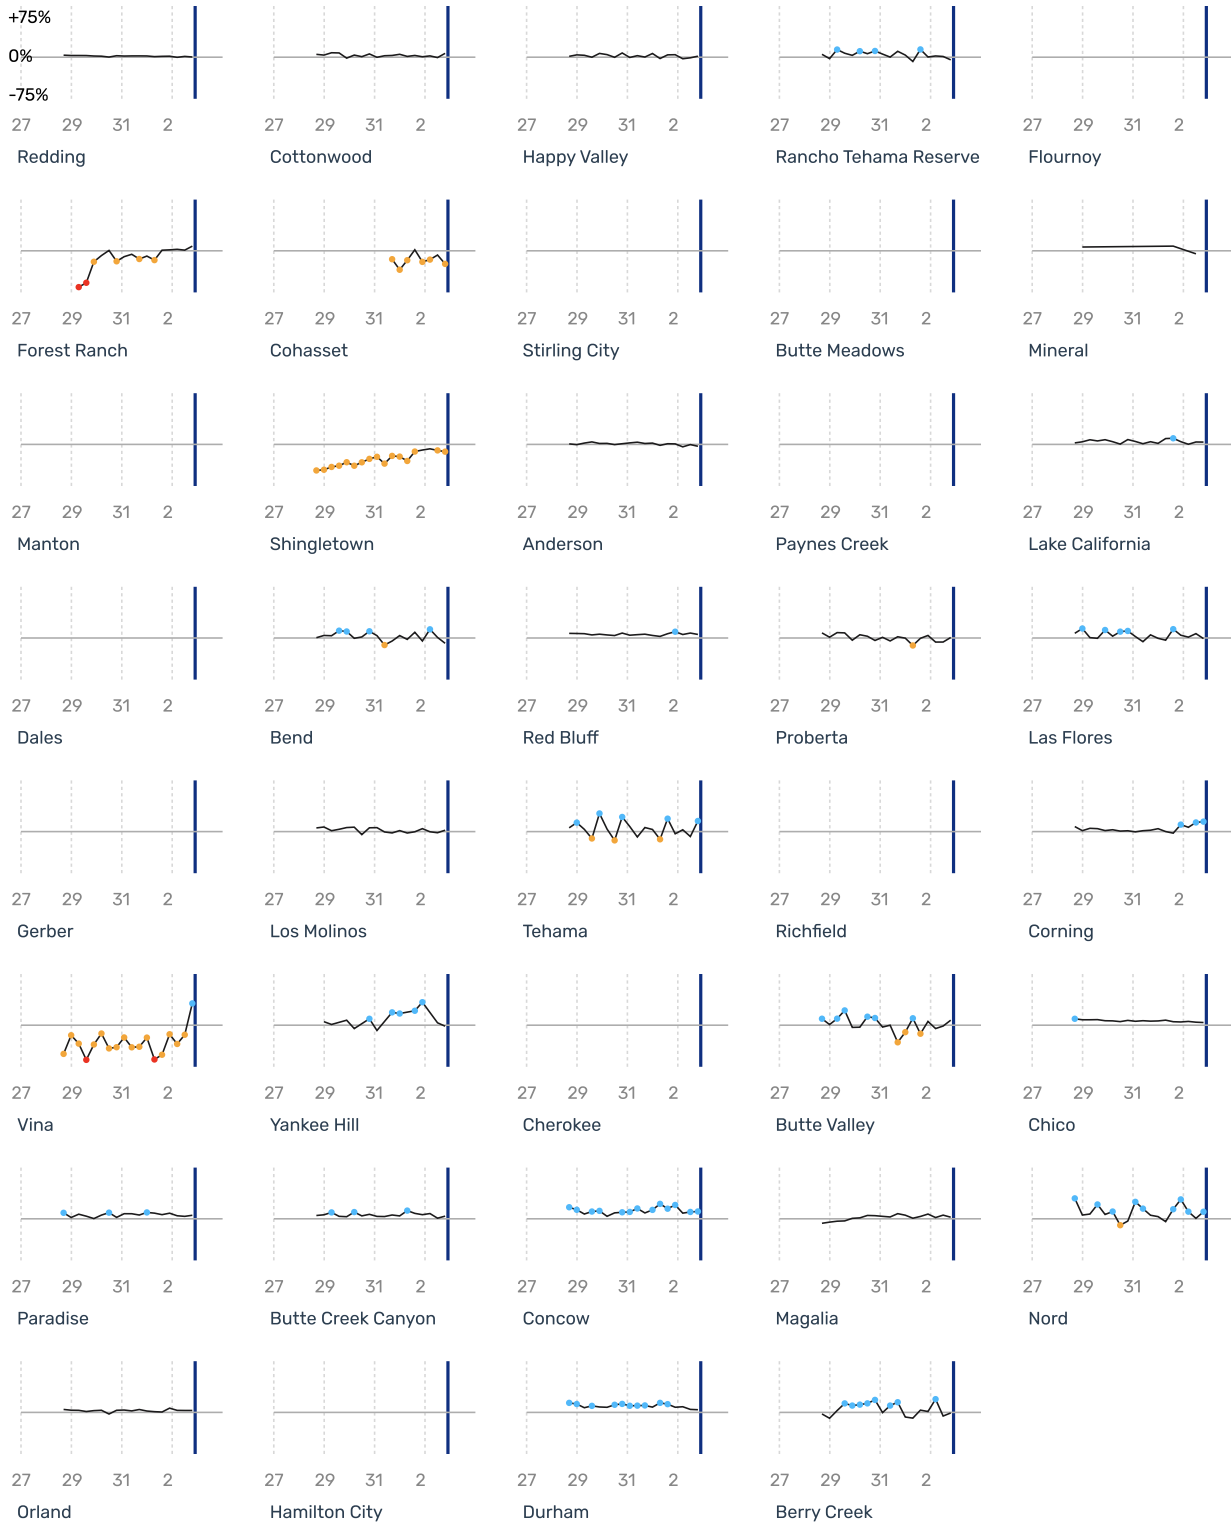 +75%
0%
-75%
27 29 31 2 27 29 31 2 27 29 31 2 27 29 31 2 27 29 31 2
Redding Cottonwood Happy Valley Rancho Tehama Reserve Flournoy
27 29 31 2 27 29 31 2 27 29 31 2 27 29 31 2 27 29 31 2
Forest Ranch Cohasset Stirling City Butte Meadows Mineral
27 29 31 2 27 29 31 2 27 29 31 2 27 29 31 2 27 29 31 2
Manton Shingletown Anderson Paynes Creek Lake California
27 29 31 2 27 29 31 2 27 29 31 2 27 29 31 2 27 29 31 2
Dales Bend Red Bluff Proberta Las Flores
27 29 31 2 27 29 31 2 27 29 31 2 27 29 31 2 27 29 31 2
Gerber Los Molinos Tehama Richfield Corning
27 29 31 2 27 29 31 2 27 29 31 2 27 29 31 2 27 29 31 2
Vina Yankee Hill Cherokee Butte Valley Chico
27 29 31 2 27 29 31 2 27 29 31 2 27 29 31 2 27 29 31 2
Paradise Butte Creek Canyon Concow Magalia Nord
27 29 31 2 27 29 31 2 27 29 31 2 27 29 31 2
Orland Hamilton City Durham Berry Creek